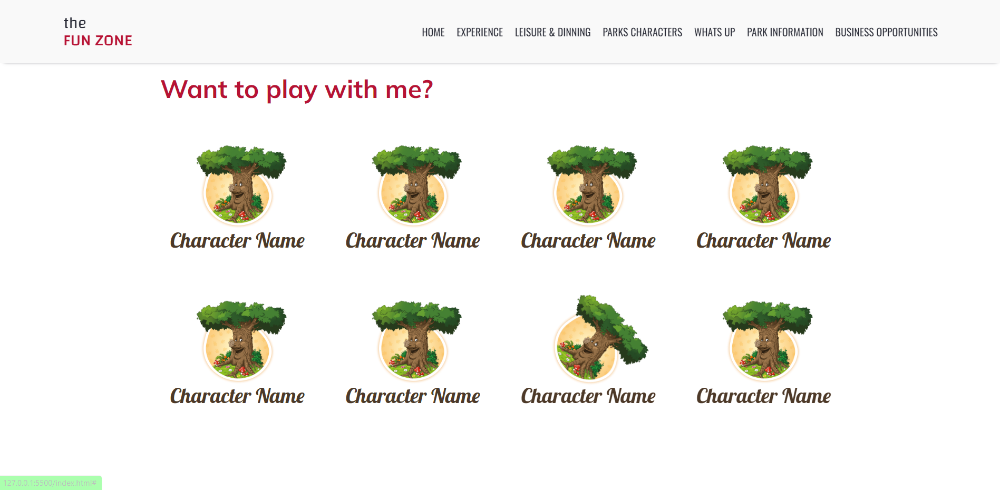 the
FUN ZONE
HOME EXPERIENCE LEISURE & DINNING PARKS CHARACTERS WHATS UP PARK INFORMATION BUSINESS OPPORTUNITIES
Want to play with me?
Character Name Character Name Character Name Character Name
Character Name Character Name Character Name Character Name
127.0.0.1:5500/index.html#